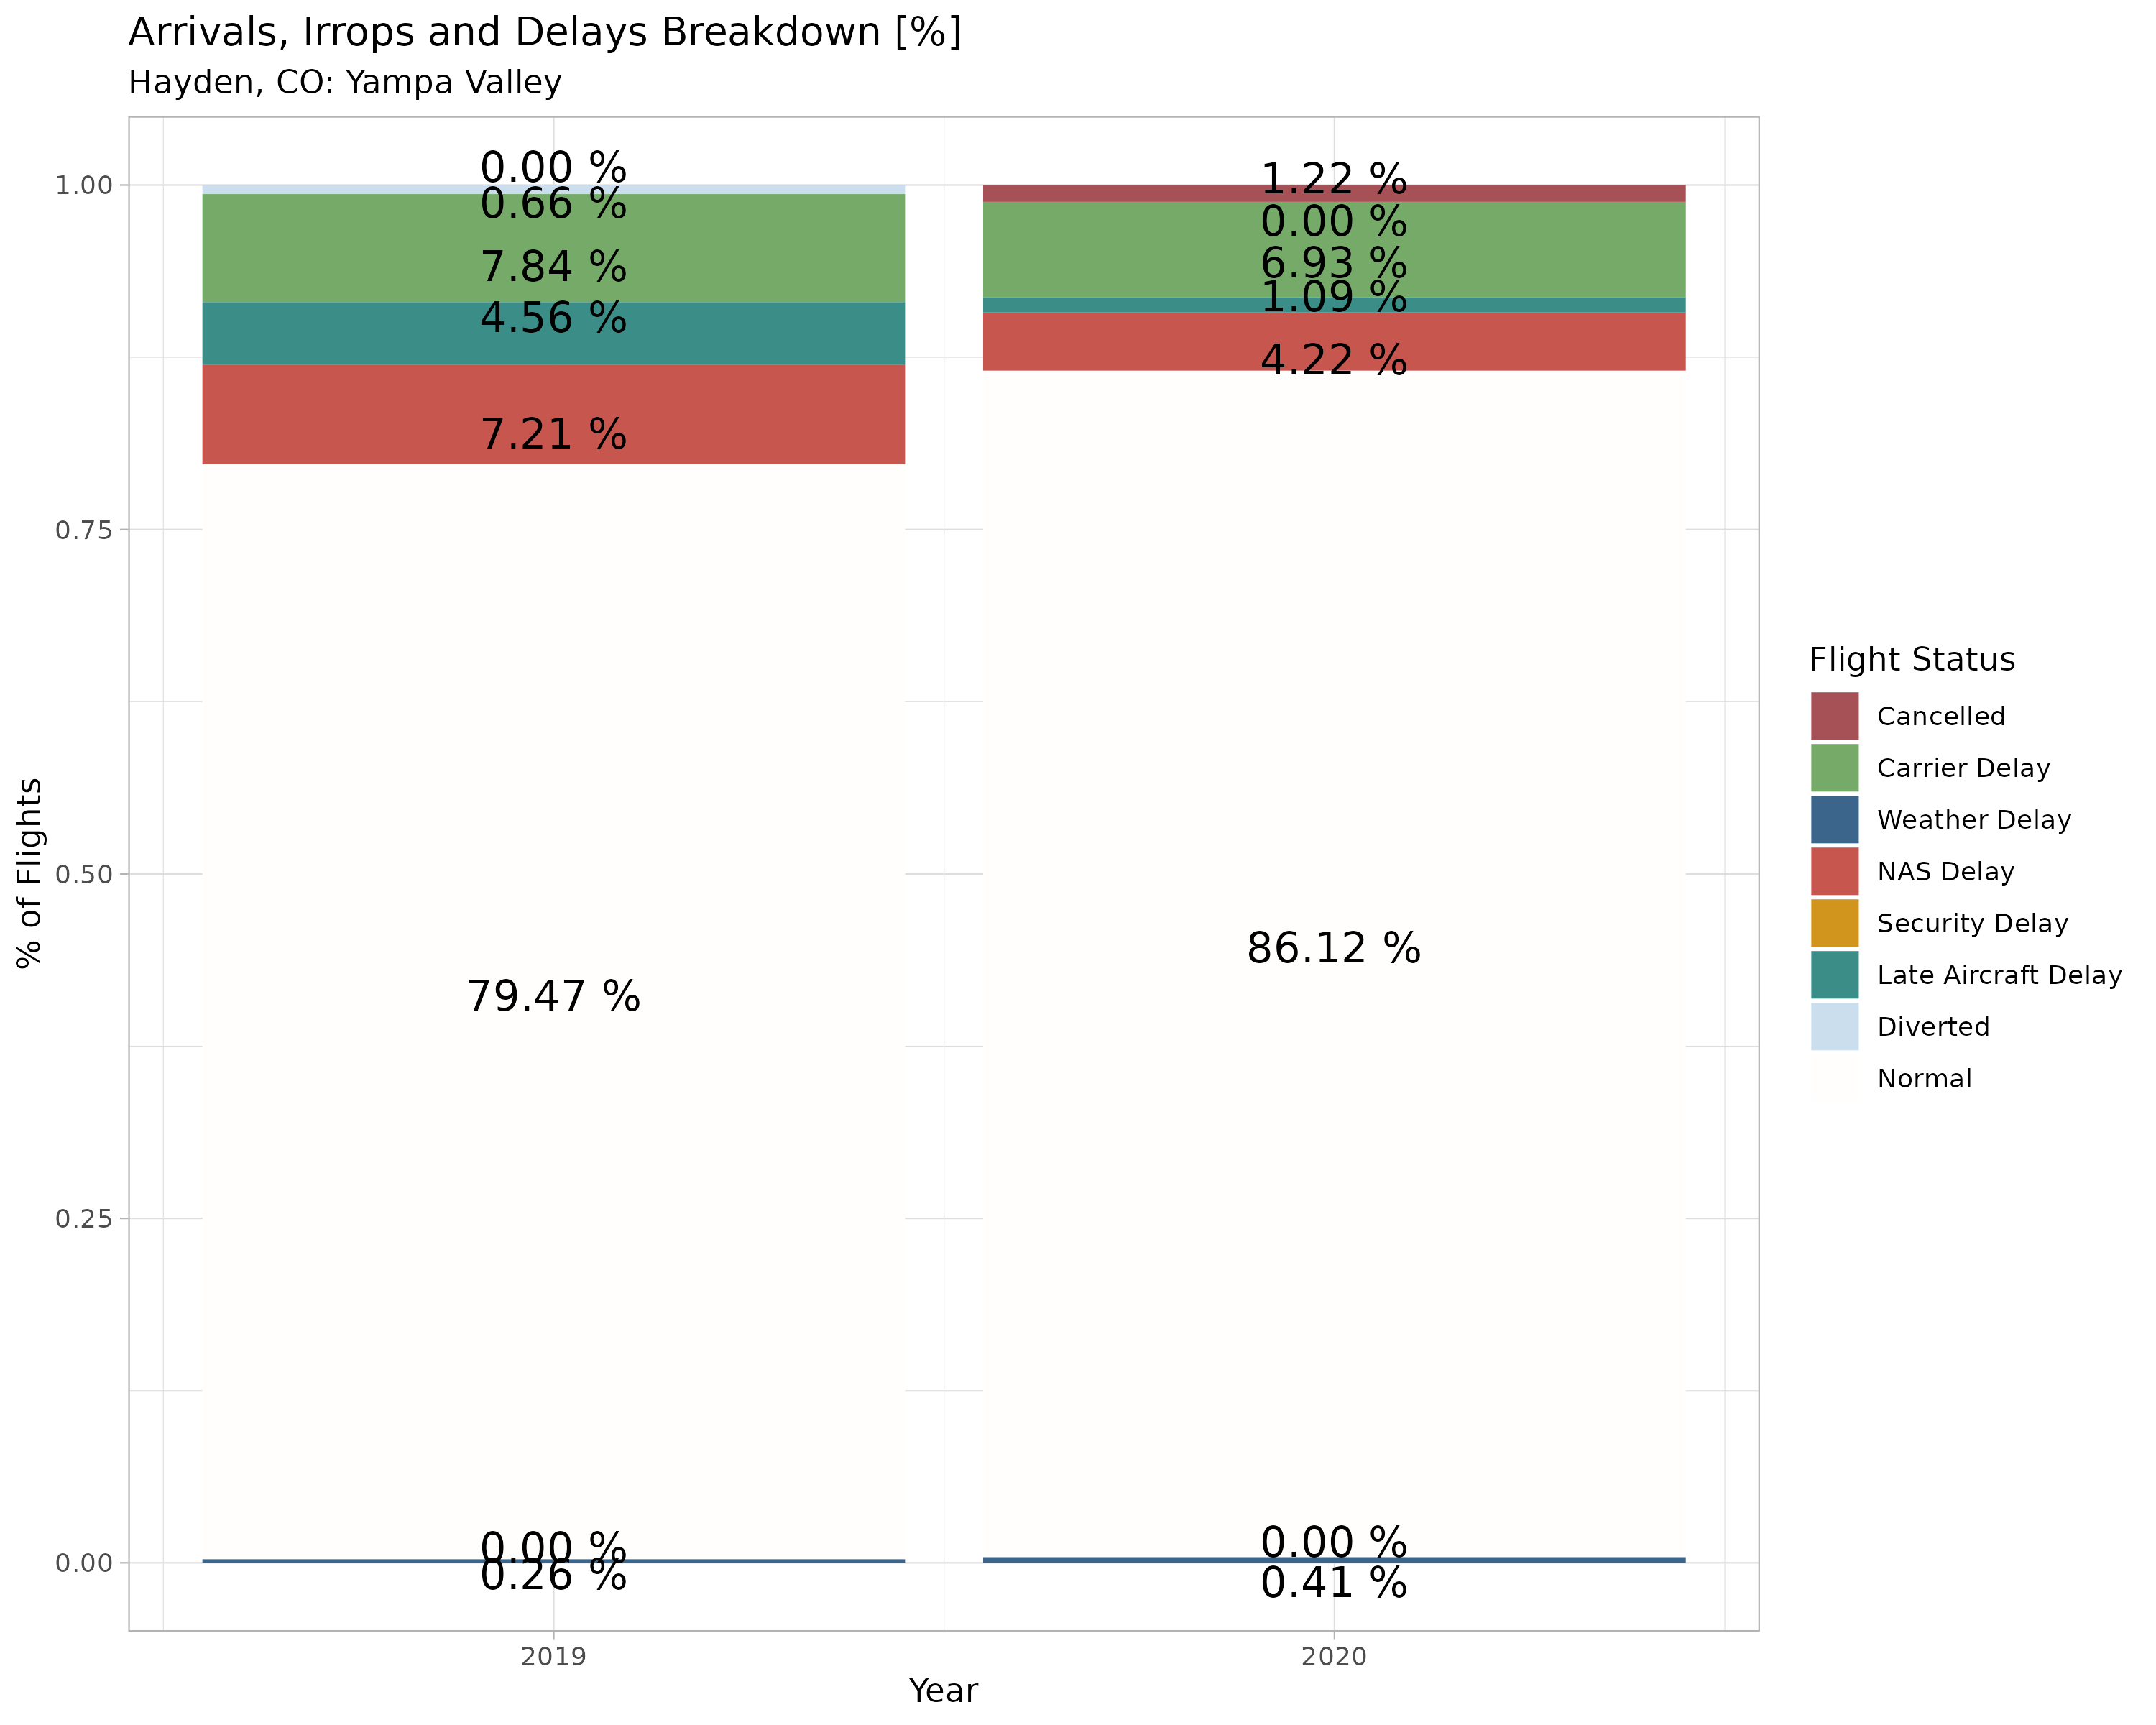 Arrivals, Irrops and Delays Breakdown [%]
Hayden, CO: Yampa Valley
1.00
0.75
0.50
0.25
0.00
% of Flights
0.00 %
0.66 %
7.84 %
4.56 %
7.21 %
79.47 %
0.00 %
0.26 %
1.22 %
0.00 %
6.93 %
1.09 %
4.22 %
86.12 %
0.00 %
0.41 %
2019
2020
Year
Flight Status
Cancelled
Carrier Delay
Weather Delay
NAS Delay
Security Delay
Late Aircraft Delay
Diverted
Normal